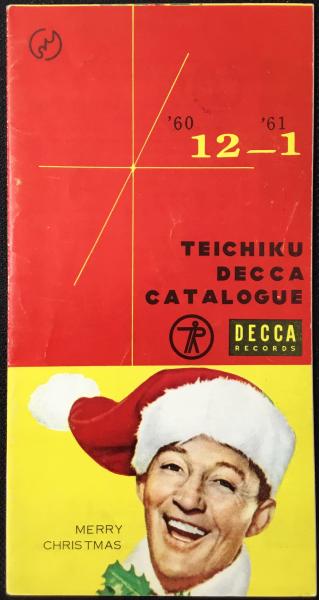 '60 '61
12-1
TEICHIKU
DECCA
CATALOGUE
DECCA
RECORDS
MERRY
CHRISTMAS